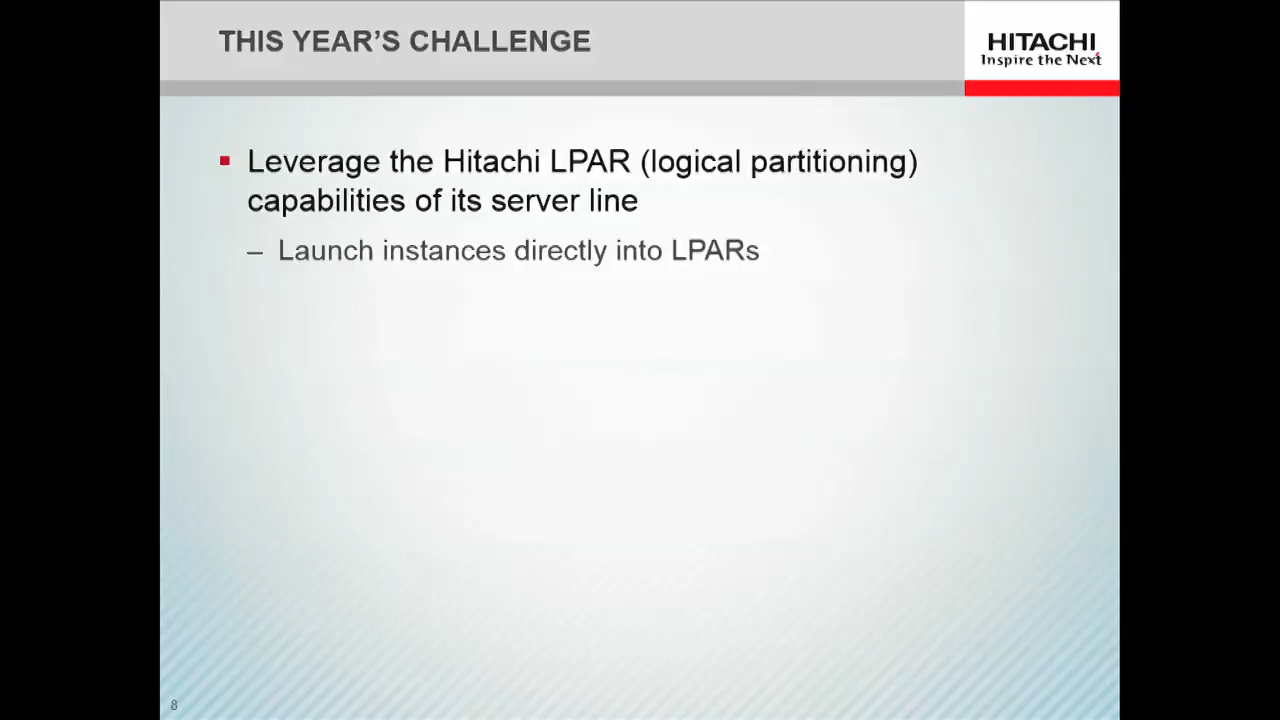 THIS YEAR’S CHALLENGE
HITACHI
Inspire the Next
▪ Leverage the Hitachi LPAR (logical partitioning)
capabilities of its server line
– Launch instances directly into LPARs
8